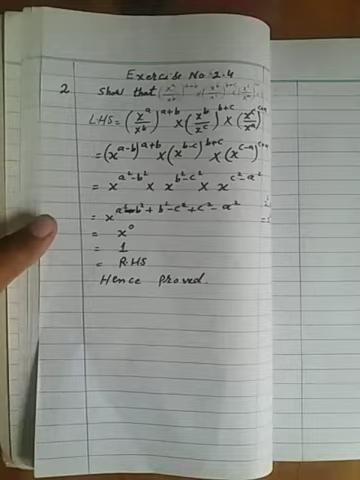 Exercise No: 2.4
2 Show that (x^a/x^b)^a+b × (x^b/x^c)^b+c × (x^c/x^a)
LHS = (x^a/x^b)^a+b × (x^b/x^c)^b+c × (x^c/x^a)^c+a
= (x^a-b)^a+b × (x^b-c)^b+c × (x^c-a)^c+a
= x^a²-b² × x^b²-c² × x^c²-a²
= x^a²-b²+b²-c²+c²-a²
= x^0
= 1
= R.HS
Hence proved.